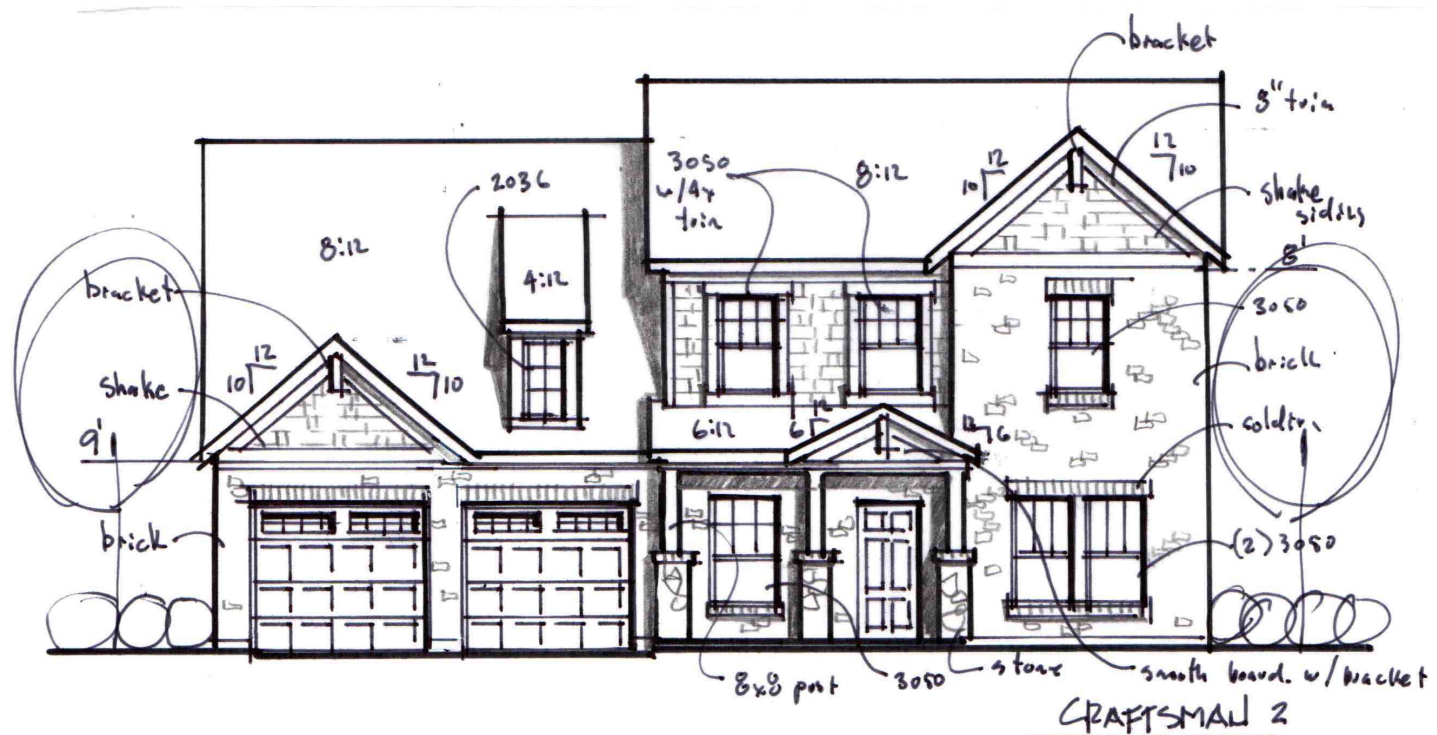 bracket
8" trim
3050
w/4x
trim
8:12
12
10
12
10
shake
siding
8'
2036
8:12
4:12
bracket
3050
12
10
12
10
brick
shake
6:12
6
12
12
6
soldier
9'
brick
(2) 3050
8x8 post
3050
stone
smooth board. w/ bracket
CRAFTSMAN 2